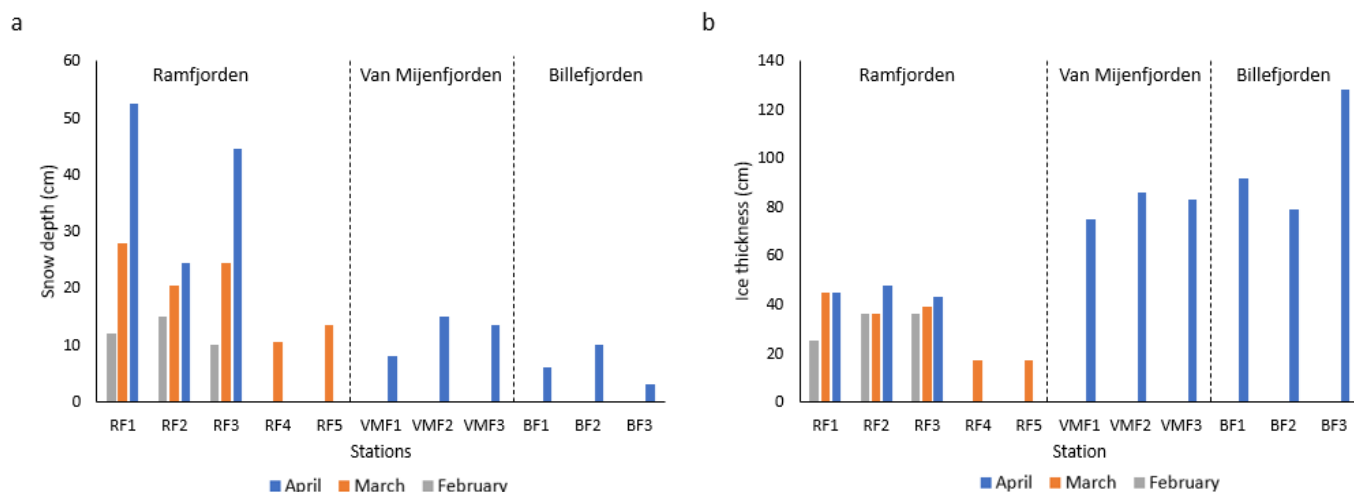 a
Ramfjorden Van Mijenfjorden Billefjorden
Snow depth (cm)
60
50
40
30
20
10
0
RF1 RF2 RF3 RF4 RF5 VMF1 VMF2 VMF3 BF1 BF2 BF3
Stations
April March February
b
Ramfjorden Van Mijenfjorden Billefjorden
Ice thickness (cm)
140
120
100
80
60
40
20
0
RF1 RF2 RF3 RF4 RF5 VMF1 VMF2 VMF3 BF1 BF2 BF3
Station
April March February